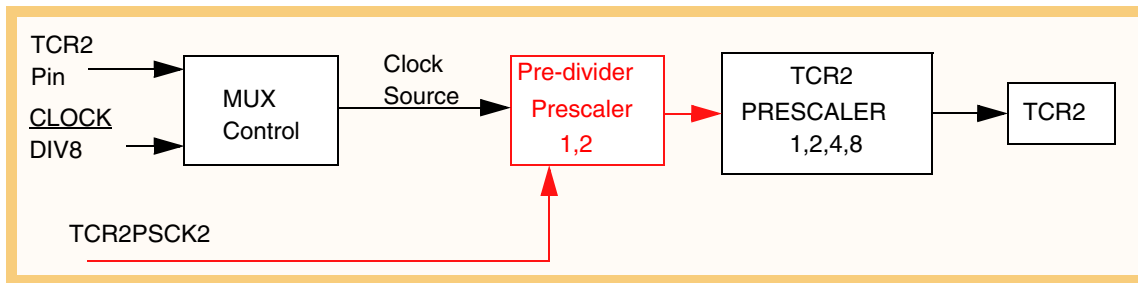 TCR2
Pin
CLOCK
DIV8
MUX
Control
Clock
Source
Pre-divider
Prescaler
1,2
TCR2
PRESCALER
1,2,4,8
TCR2
TCR2PSCK2